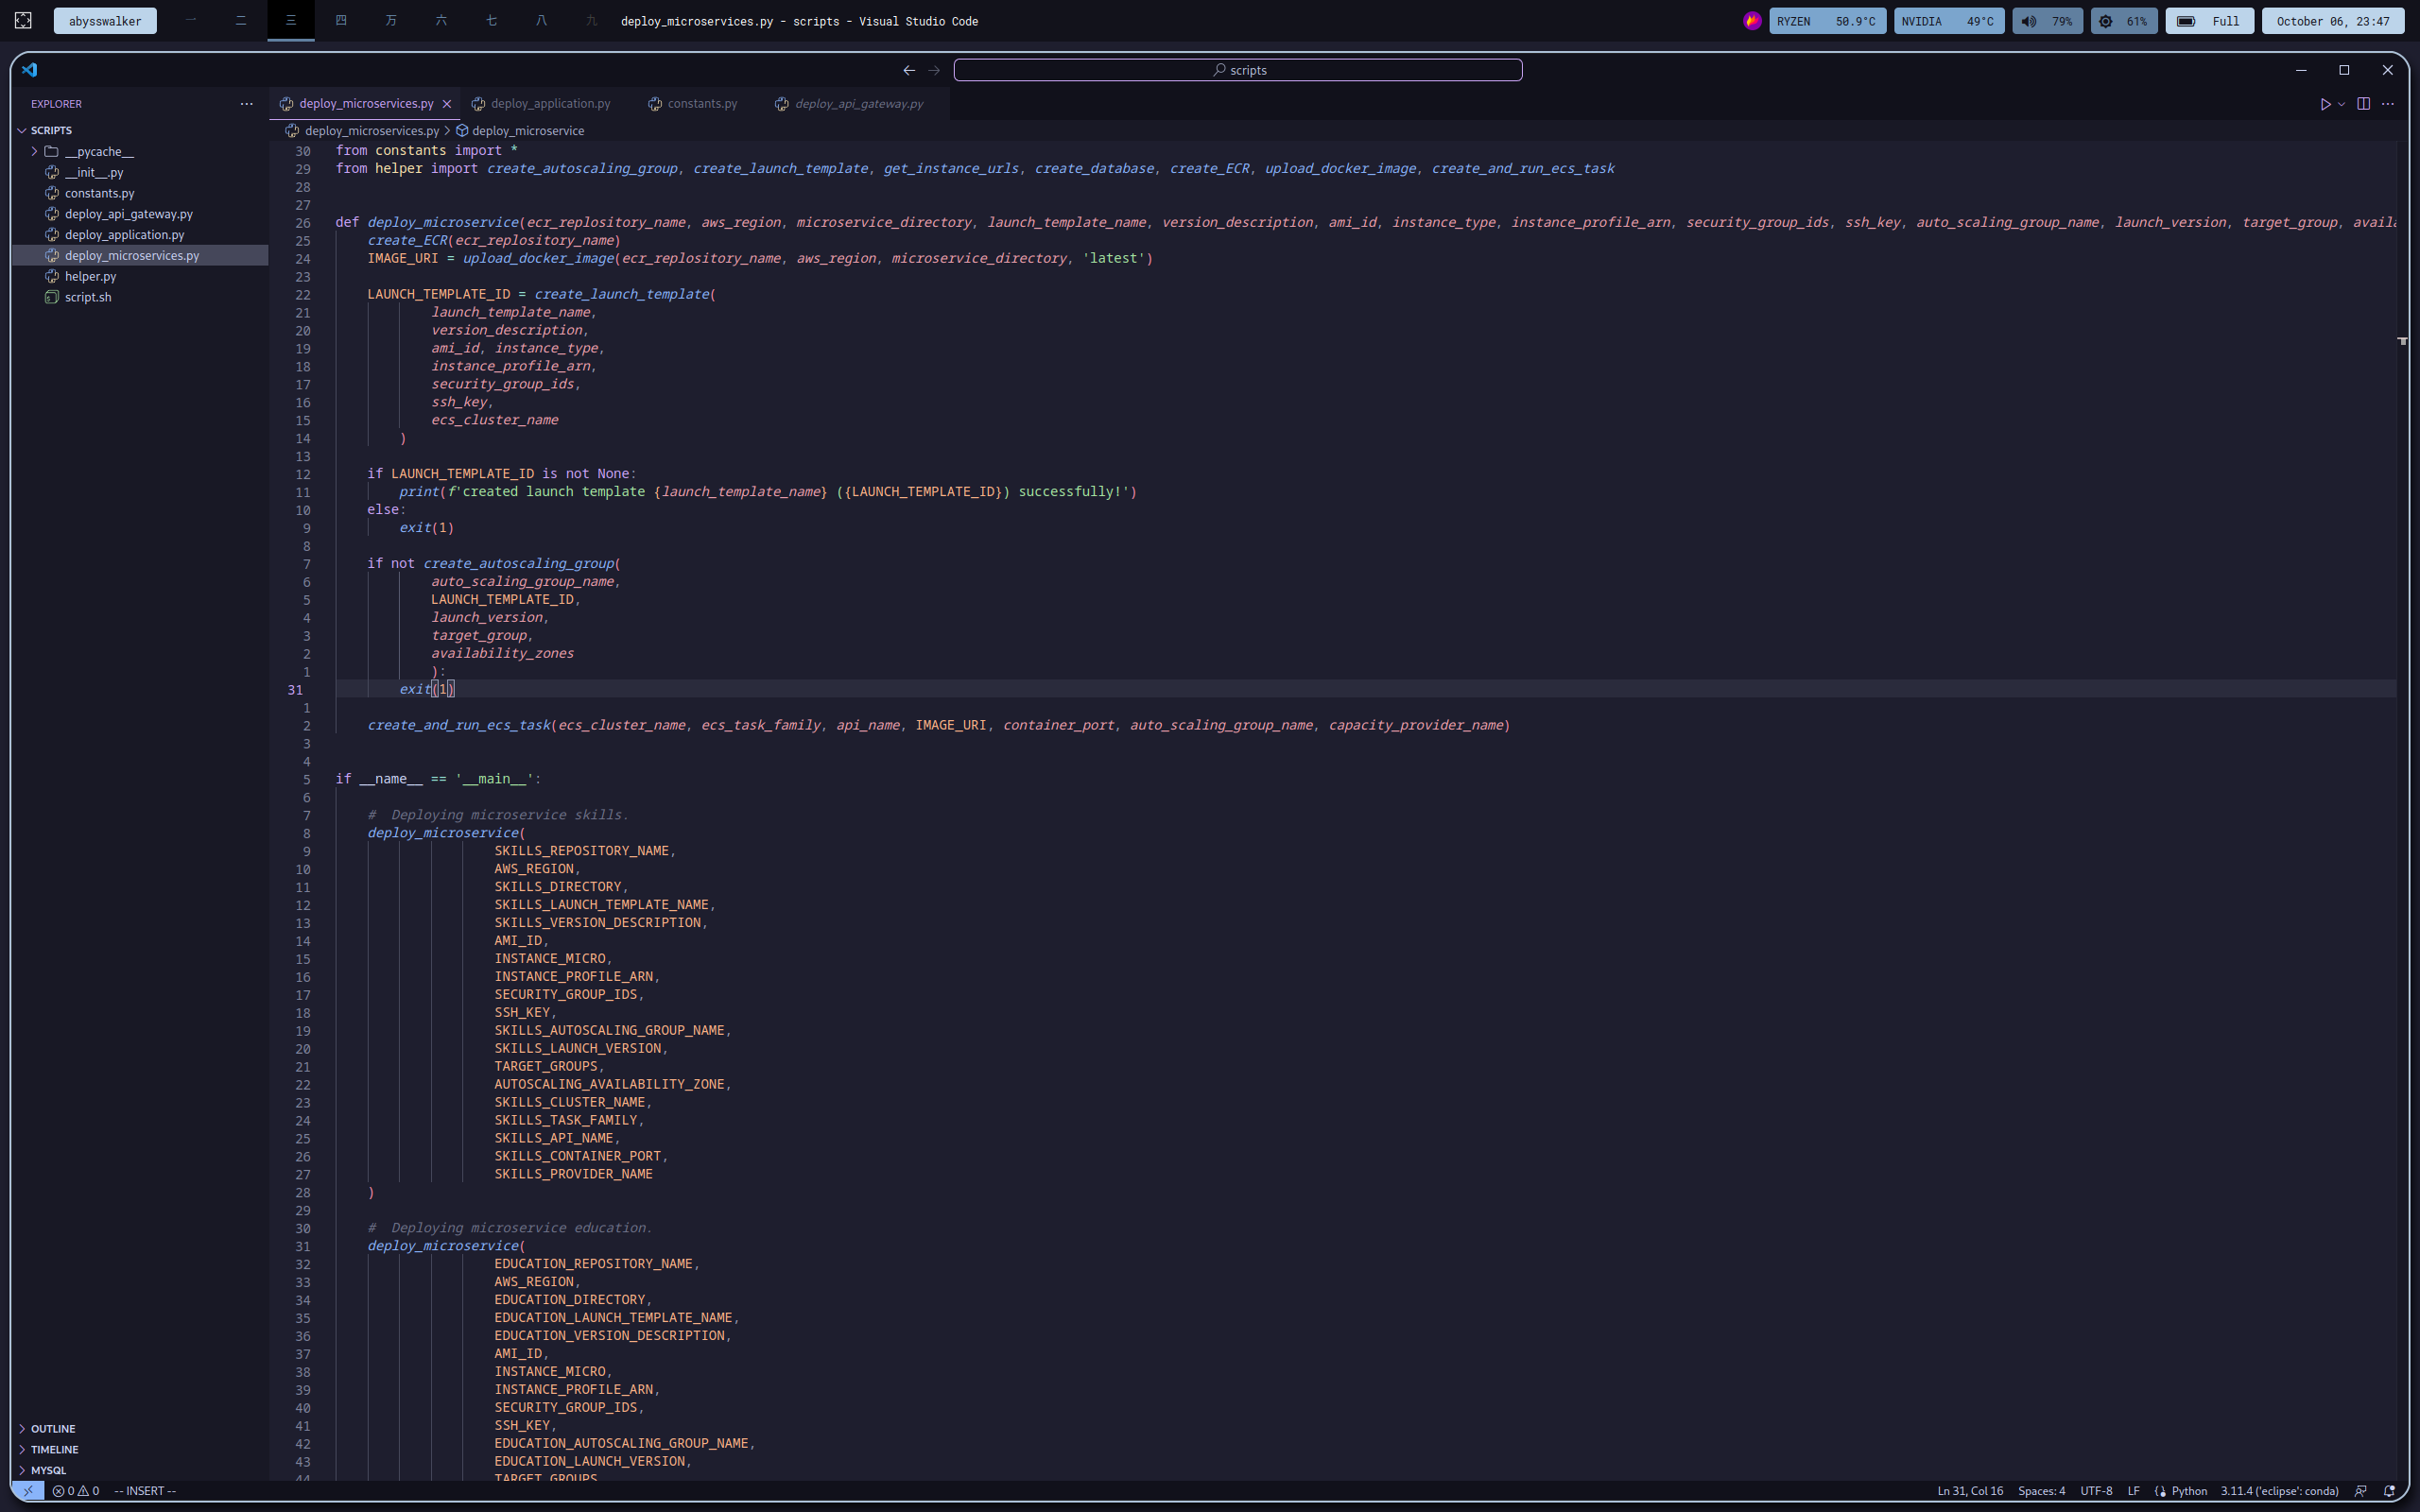 abysswalker 一 二 三 四 万 六 七 八 九 deploy_microservices.py - scripts - Visual Studio Code RYZEN 50.9°C NVIDIA 49°C 79% 61% Full October 06, 23:47
scripts
EXPLORER
SCRIPTS
__pycache__
__init__.py
constants.py
deploy_api_gateway.py
deploy_application.py
deploy_microservices.py
helper.py
script.sh
OUTLINE
TIMELINE
MYSQL
deploy_microservices.py deploy_application.py constants.py deploy_api_gateway.py
deploy_microservices.py > deploy_microservice
30 from constants import *
29 from helper import create_autoscaling_group, create_launch_template, get_instance_urls, create_database, create_ECR, upload_docker_image, create_and_run_ecs_task
28
27
26 def deploy_microservice(ecr_replository_name, aws_region, microservice_directory, launch_template_name, version_description, ami_id, instance_type, instance_profile_arn, security_group_ids, ssh_key, auto_scaling_group_name, launch_version, target_group, availa
25 create_ECR(ecr_replository_name)
24 IMAGE_URI = upload_docker_image(ecr_replository_name, aws_region, microservice_directory, 'latest')
23
22 LAUNCH_TEMPLATE_ID = create_launch_template(
21 launch_template_name,
20 version_description,
19 ami_id, instance_type,
18 instance_profile_arn,
17 security_group_ids,
16 ssh_key,
15 ecs_cluster_name
14 )
13
12 if LAUNCH_TEMPLATE_ID is not None:
11 print(f'created launch template {launch_template_name} ({LAUNCH_TEMPLATE_ID}) successfully!')
10 else:
9 exit(1)
8
7 if not create_autoscaling_group(
6 auto_scaling_group_name,
5 LAUNCH_TEMPLATE_ID,
4 launch_version,
3 target_group,
2 availability_zones
1 ):
31 exit(1)
1
2 create_and_run_ecs_task(ecs_cluster_name, ecs_task_family, api_name, IMAGE_URI, container_port, auto_scaling_group_name, capacity_provider_name)
3
4
5 if __name__ == '__main__':
6
7 # Deploying microservice skills.
8 deploy_microservice(
9 SKILLS_REPOSITORY_NAME,
10 AWS_REGION,
11 SKILLS_DIRECTORY,
12 SKILLS_LAUNCH_TEMPLATE_NAME,
13 SKILLS_VERSION_DESCRIPTION,
14 AMI_ID,
15 INSTANCE_MICRO,
16 INSTANCE_PROFILE_ARN,
17 SECURITY_GROUP_IDS,
18 SSH_KEY,
19 SKILLS_AUTOSCALING_GROUP_NAME,
20 SKILLS_LAUNCH_VERSION,
21 TARGET_GROUPS,
22 AUTOSCALING_AVAILABILITY_ZONE,
23 SKILLS_CLUSTER_NAME,
24 SKILLS_TASK_FAMILY,
25 SKILLS_API_NAME,
26 SKILLS_CONTAINER_PORT,
27 SKILLS_PROVIDER_NAME
28 )
29
30 # Deploying microservice education.
31 deploy_microservice(
32 EDUCATION_REPOSITORY_NAME,
33 AWS_REGION,
34 EDUCATION_DIRECTORY,
35 EDUCATION_LAUNCH_TEMPLATE_NAME,
36 EDUCATION_VERSION_DESCRIPTION,
37 AMI_ID,
38 INSTANCE_MICRO,
39 INSTANCE_PROFILE_ARN,
40 SECURITY_GROUP_IDS,
41 SSH_KEY,
42 EDUCATION_AUTOSCALING_GROUP_NAME,
43 EDUCATION_LAUNCH_VERSION,
44 TARGET_GROUPS
0 0 -- INSERT -- Ln 31, Col 16 Spaces: 4 UTF-8 LF Python 3.11.4 ('eclipse': conda)